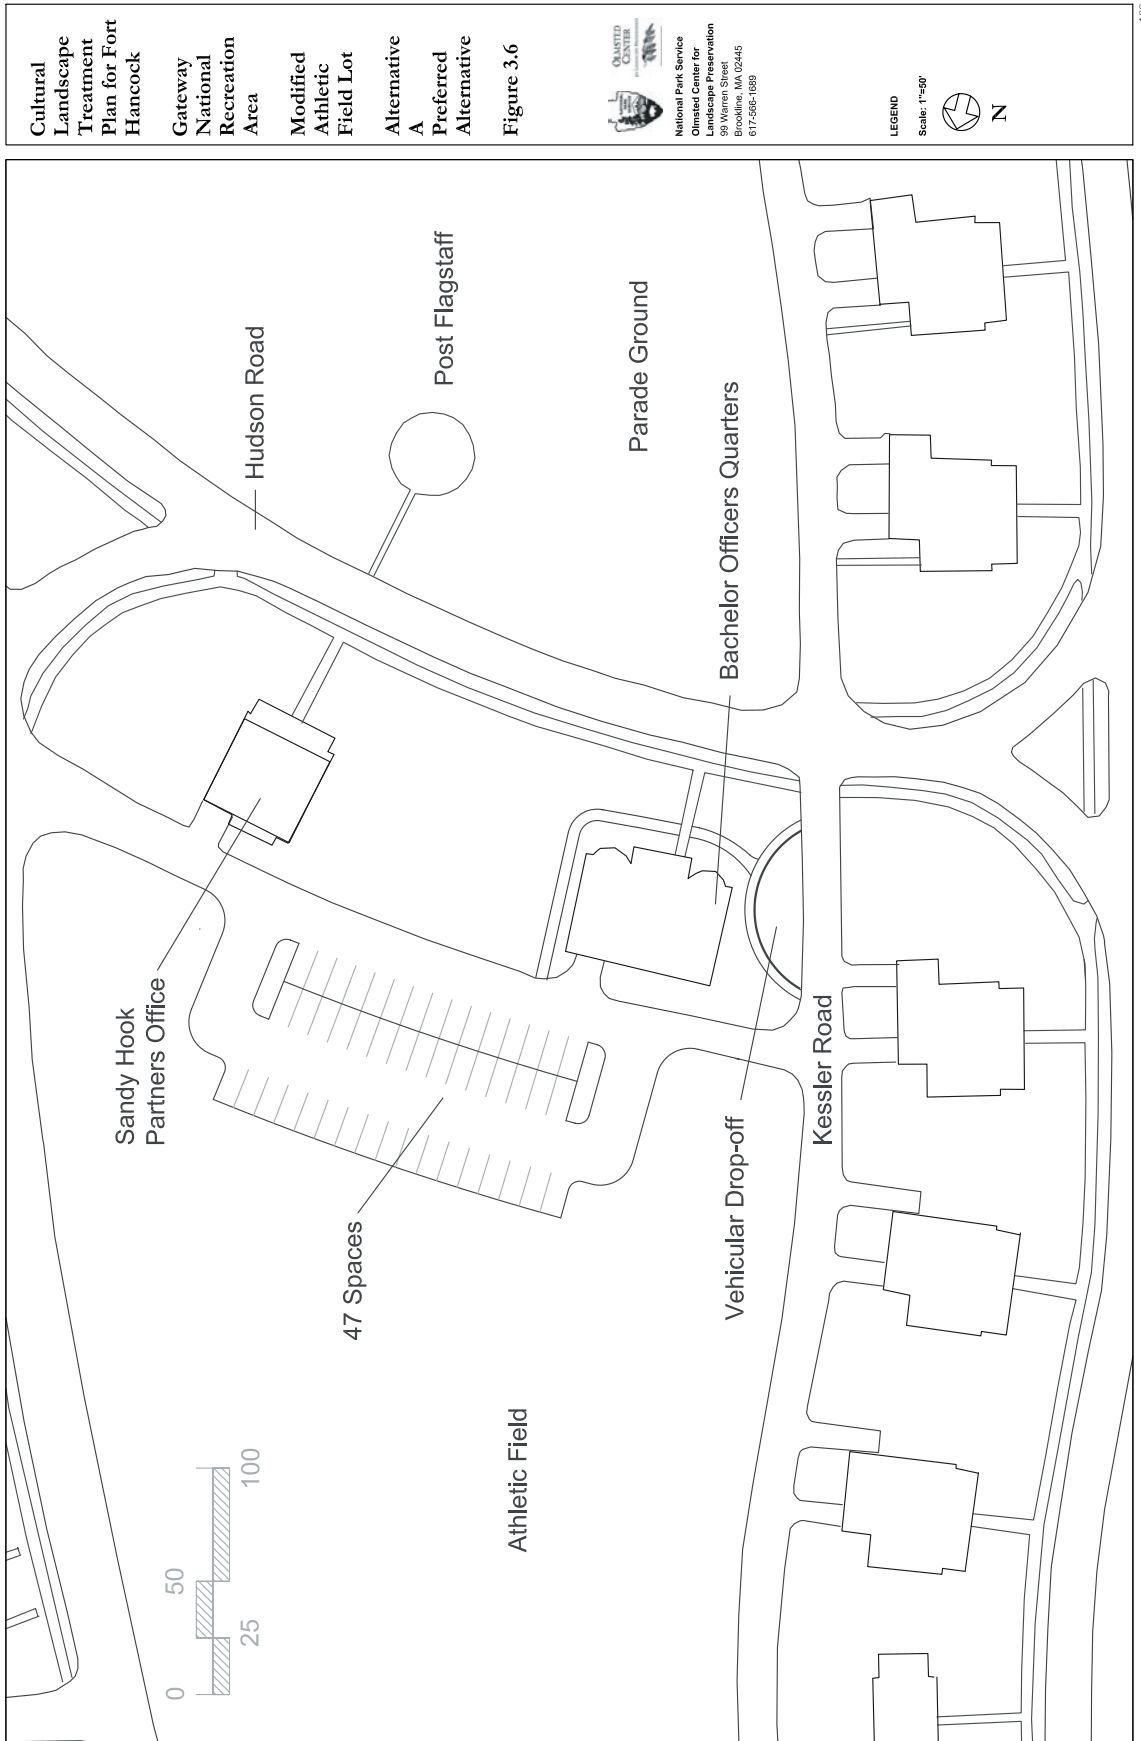 Cultural
Landscape
Treatment
Plan for Fort
Hancock
Gateway
National
Recreation
Area
Modified
Athletic
Field Lot
Alternative
A
Preferred
Alternative
Figure 3.6
OLMSTED
CENTER
National Park Service
Olmsted Center for
Landscape Preservation
99 Warren Street
Brookline, MA 02445
617-566-1689
LEGEND
Scale: 1"=50'
N
Hudson Road
Post Flagstaff
Parade Ground
Bachelor Officers Quarters
Sandy Hook
Partners Office
Kessler Road
Vehicular Drop-off
47 Spaces
Athletic Field
0
25
50
100